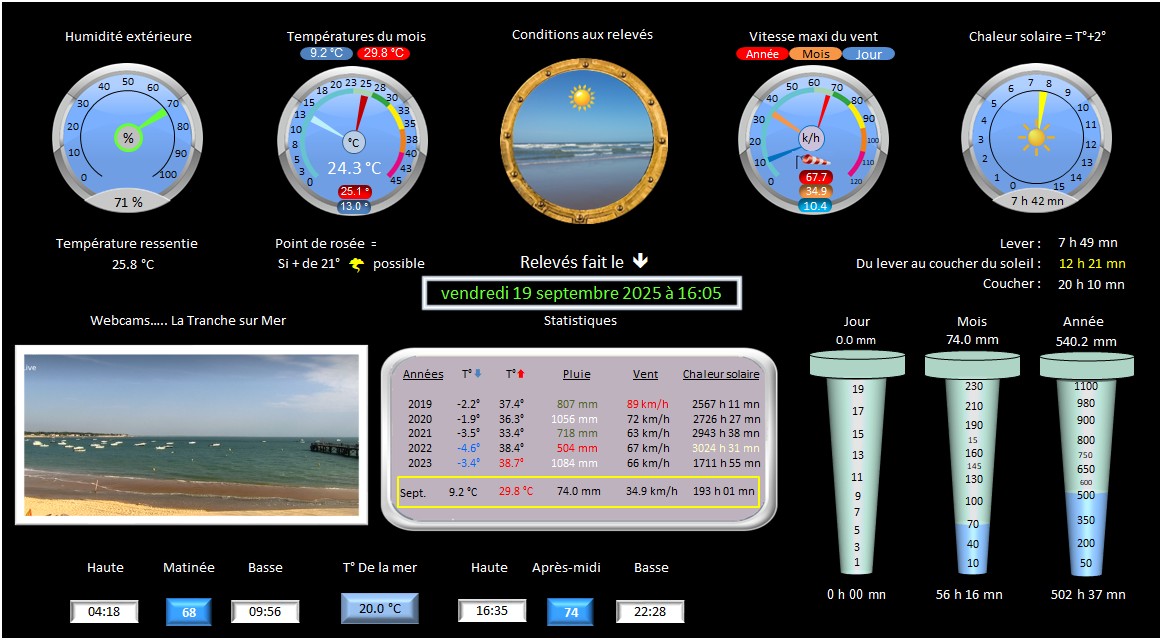 Humidité extérieure
Températures du mois
Conditions aux relevés
Vitesse maxi du vent
Chaleur solaire = T°+2°
9.2 °C 29.8 °C
Année Mois Jour
0 10 20 30 40 50 60 70 80 90 100
%
71 %
0 3 5 8 10 13 15 18 20 23 25 28 30 33 35 38 40 43 45
°C
24.3 °C
25.1 °
13.0 °
0 10 20 30 40 50 60 70 80 90 100 110 120
k/h
67.7
34.9
10.4
0 1 2 3 4 5 6 7 8 9 10 11 12 13 14 15
7 h 42 mn
Température ressentie
25.8 °C
Point de rosée =
Si + de 21° possible
Relevés fait le
vendredi 19 septembre 2025 à 16:05
Lever : 7 h 49 mn
Du lever au coucher du soleil : 12 h 21 mn
Coucher : 20 h 10 mn
Webcams..... La Tranche sur Mer
Statistiques
ive
Années T° T° Pluie Vent Chaleur solaire
2019 -2.2° 37.4° 807 mm 89 km/h 2567 h 11 mn
2020 -1.9° 36.3° 1056 mm 72 km/h 2726 h 27 mn
2021 -3.5° 33.4° 718 mm 63 km/h 2943 h 38 mn
2022 -4.6° 38.4° 504 mm 67 km/h 3024 h 31 mn
2023 -3.4° 38.7° 1084 mm 66 km/h 1711 h 55 mn
Sept. 9.2 °C 29.8 °C 74.0 mm 34.9 km/h 193 h 01 mn
Jour
0.0 mm
19
17
15
13
11
9
7
5
3
1
0 h 00 mn
Mois
74.0 mm
230
210
190
15
160
145
130
100
70
40
10
56 h 16 mn
Année
540.2 mm
1100
980
900
800
750
650
600
500
350
200
50
502 h 37 mn
Haute Matinée Basse T° De la mer Haute Après-midi Basse
04:18 68 09:56 20.0 °C 16:35 74 22:28